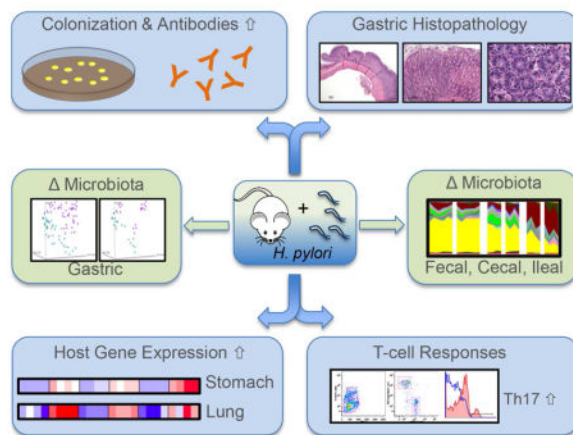 Colonization & Antibodies ⇧
Gastric Histopathology
Δ Microbiota
Gastric
+
H. pylori
Δ Microbiota
Fecal, Cecal, Ileal
Host Gene Expression ⇧
Stomach
Lung
T-cell Responses
Th17 ⇧